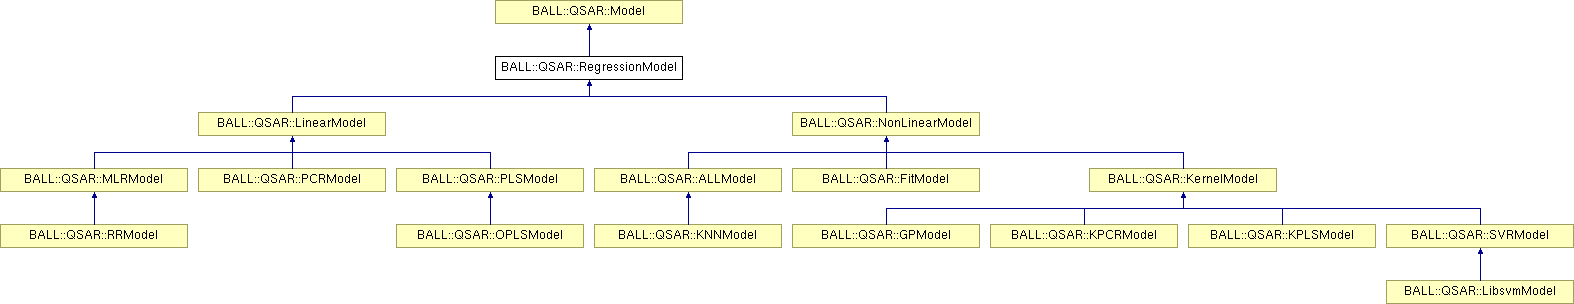 BALL::QSAR::Model
BALL::QSAR::RegressionModel
BALL::QSAR::LinearModel
BALL::QSAR::NonLinearModel
BALL::QSAR::MLRModel
BALL::QSAR::PCRModel
BALL::QSAR::PLSModel
BALL::QSAR::ALLModel
BALL::QSAR::FitModel
BALL::QSAR::KernelModel
BALL::QSAR::RRModel
BALL::QSAR::OPLSModel
BALL::QSAR::KNNModel
BALL::QSAR::GPModel
BALL::QSAR::KPCRModel
BALL::QSAR::KPLSModel
BALL::QSAR::SVRModel
BALL::QSAR::LibsvmModel